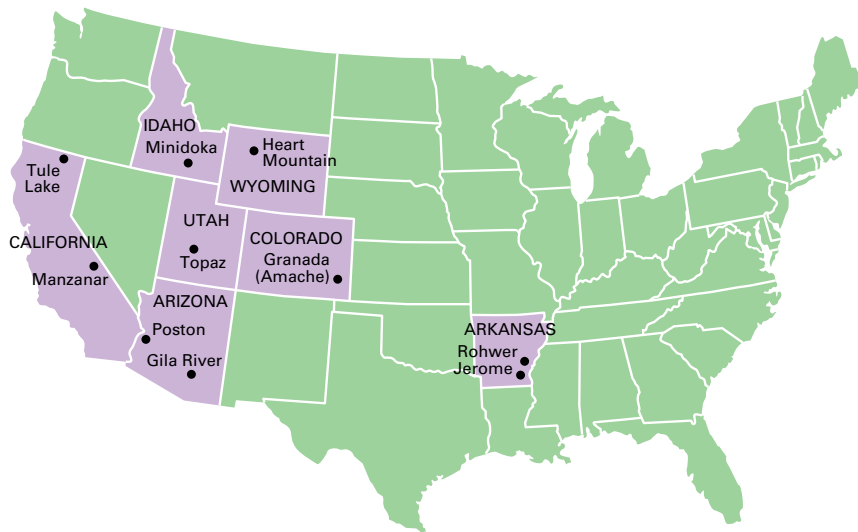 IDAHO
Minidoka
Heart
Mountain
WYOMING
Tule
Lake
UTAH
Topaz
COLORADO
Granada
(Amache)
CALIFORNIA
Manzanar
ARIZONA
Poston
Gila River
ARKANSAS
Rohwer
Jerome